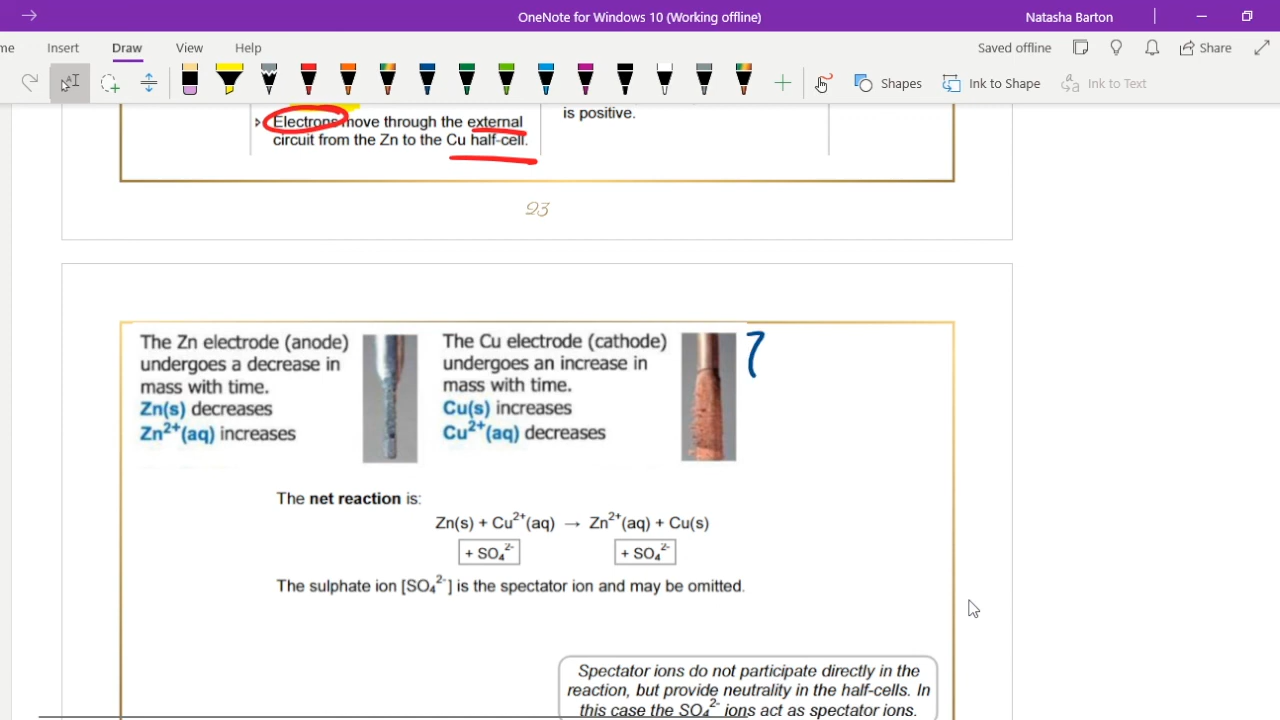 OneNote for Windows 10 (Working offline)
Natasha Barton
me Insert Draw View Help
Saved offline
Share
Shapes
Ink to Shape
Ink to Text
Electrons move through the external
circuit from the Zn to the Cu half-cell.
is positive.
23
The Zn electrode (anode)
undergoes a decrease in
mass with time.
Zn(s) decreases
Zn²⁺(aq) increases
The Cu electrode (cathode)
undergoes an increase in
mass with time.
Cu(s) increases
Cu²⁺(aq) decreases
The net reaction is:
Zn(s) + Cu²⁺(aq) → Zn²⁺(aq) + Cu(s)
+ SO₄²⁻ + SO₄²⁻
The sulphate ion [SO₄²⁻] is the spectator ion and may be omitted.
Spectator ions do not participate directly in the
reaction, but provide neutrality in the half-cells. In
this case the SO₄²⁻ ions act as spectator ions.